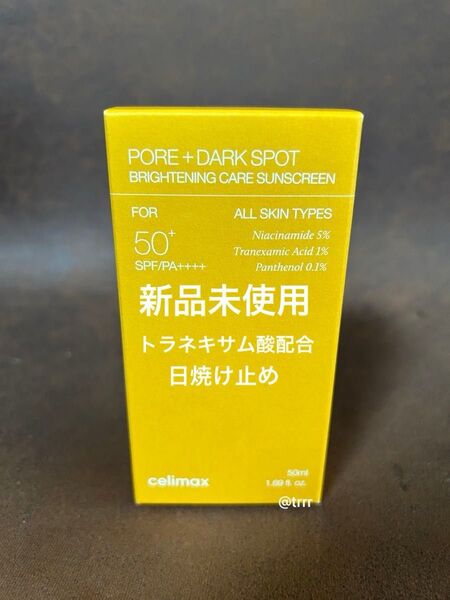 PORE + DARK SPOT
BRIGHTENING CARE SUNSCREEN
FOR
ALL SKIN TYPES
50+
SPF/PA++++
Niacinamide 5%
Tranexamic Acid 1%
Panthenol 0.1%
新品未使用
トラネキサム酸配合
日焼け止め
celimax
50ml
1.69 fl. oz.
@trrr